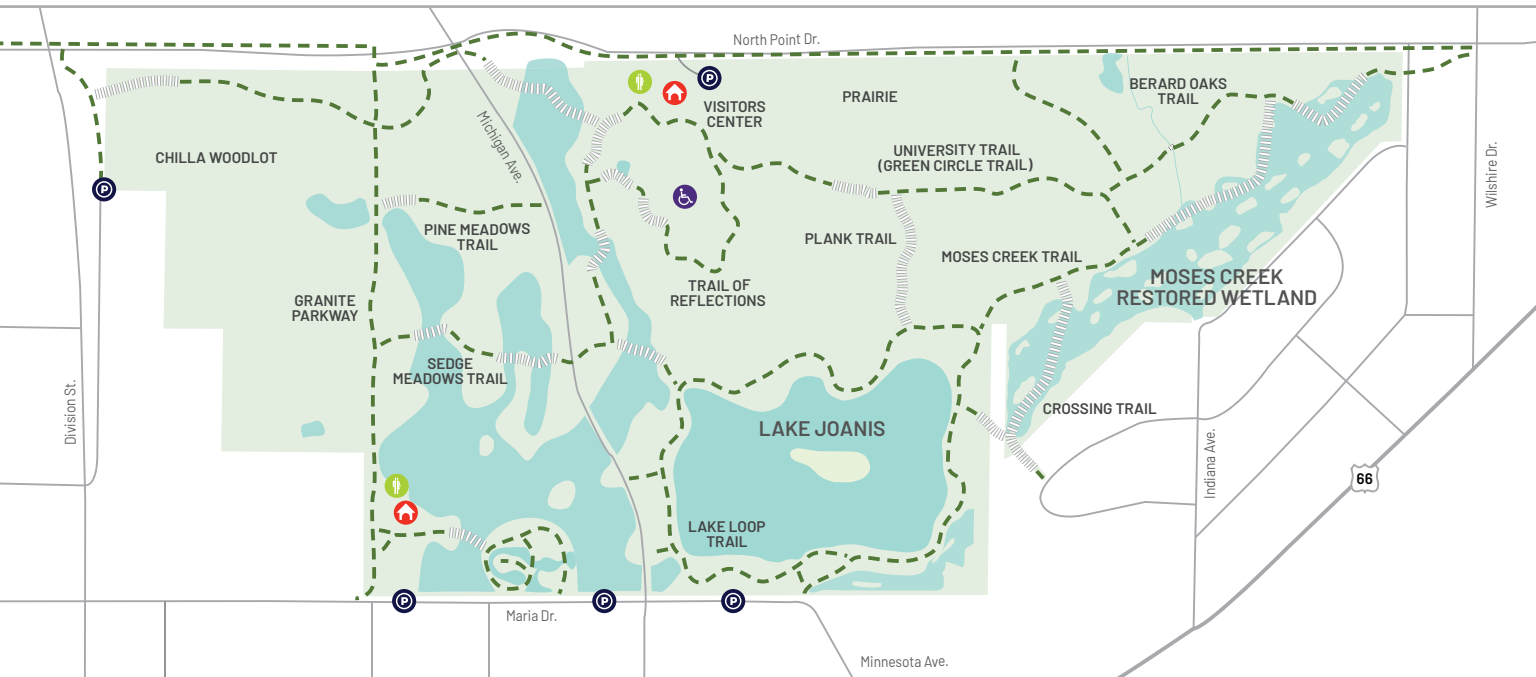 North Point Dr.
P
VISITORS
CENTER
PRAIRIE
BERARD OAKS
TRAIL
Michigan Ave.
CHILLA WOODLOT
UNIVERSITY TRAIL
(GREEN CIRCLE TRAIL)
Wilshire Dr.
P
PINE MEADOWS
TRAIL
PLANK TRAIL
MOSES CREEK TRAIL
MOSES CREEK
RESTORED WETLAND
TRAIL OF
REFLECTIONS
GRANITE
PARKWAY
SEDGE
MEADOWS TRAIL
Division St.
CROSSING TRAIL
LAKE JOANIS
Indiana Ave.
66
LAKE LOOP
TRAIL
P
P
P
Maria Dr.
Minnesota Ave.